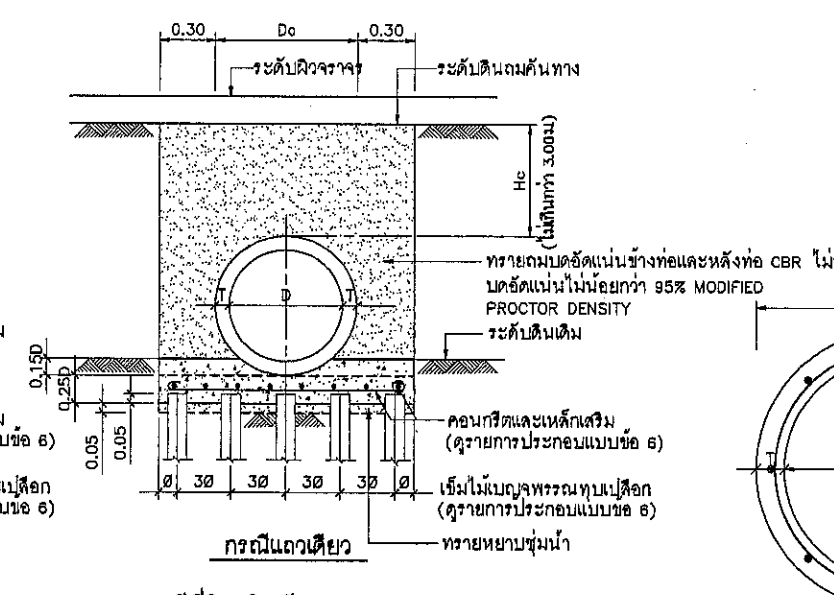 0.30 Do 0.30
ระดับผิวจราจร
ระดับดินถมคันทาง
Hc
(ไม่เกินกว่า 3.00ม)
ทรายถมบดอัดแน่นข้างท่อและหลังท่อ CBR
บดอัดแน่นไม่น้อยกว่า 95% MODIFIED
PROCTOR DENSITY
T D T
ระดับดินเดิม
0.15D
0.25D
0.05
0.05
คอนกรีตและเหล็กเสริม
(ดูรายการประกอบแบบข้อ 6)
Ø 3Ø 3Ø 3Ø 3Ø Ø
เข็มไม้เบญจพรรณทุบเปลือก
(ดูรายการประกอบแบบข้อ 6)
ทรายหยาบชุ่มน้ำ
กรณีแถวเดียว
T